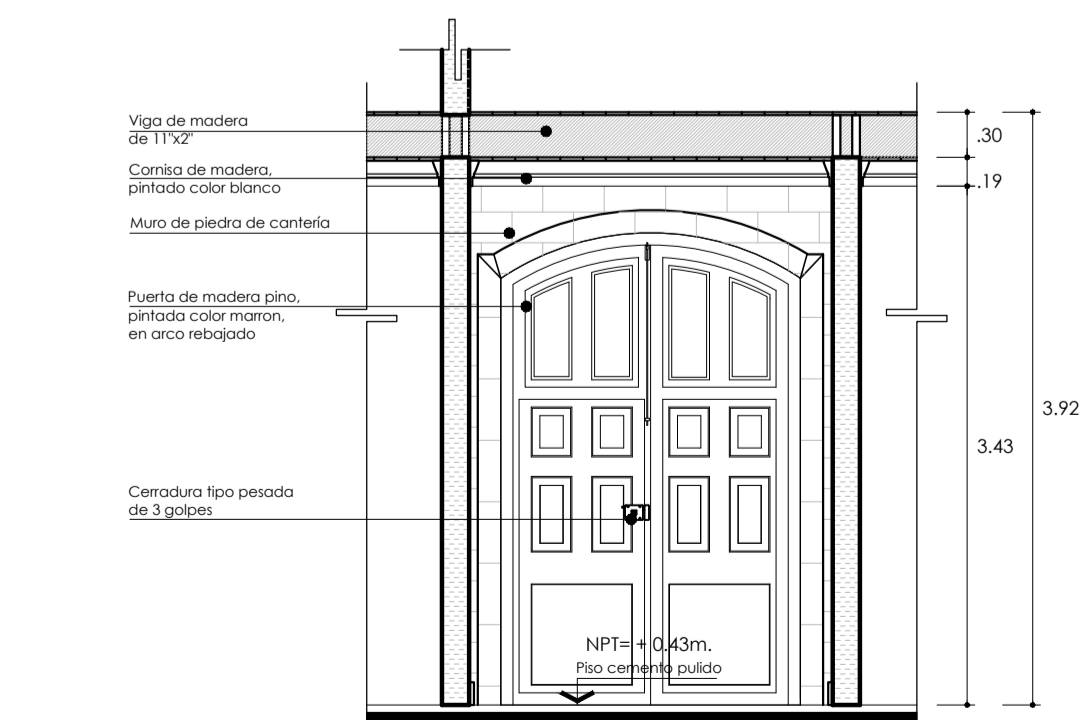 Viga de madera
de 11"x2"
Cornisa de madera,
pintado color blanco
Muro de piedra de cantería
Puerta de madera pino,
pintada color marron,
en arco rebajado
Cerradura tipo pesada
de 3 golpes
NPT= + 0.43m.
Piso cemento pulido
.30
.19
3.92
3.43